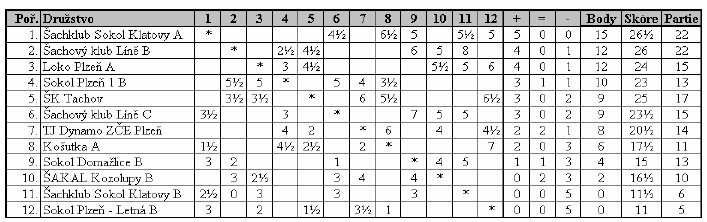 Poř. Družstvo 1 2 3 4 5 6 7 8 9 10 11 12 + = - Body Skóre Partie
1. Šachklub Sokol Klatovy A * 4½ 6½ 5 5½ 5 5 0 0 15 26½ 22
2. Šachový klub Líně B * 2½ 4½ 6 5 8 4 0 1 12 26 22
3. Loko Plzeň A * 3 4½ 10½ 5 6 4 0 1 12 24 15
4. Sokol Plzeň 1 B 5½ 5 * 5 4 3½ 3 1 1 10 23 13
5. ŠK Tachov 3½ 3½ * 6 5½ 6½ 3 0 2 9 25 17
6. Šachový klub Líně C 3½ 3 * 7 5 5 3 0 2 9 23½ 15
7. TJ Dynamo ZČE Plzeň 4 2 * 6 4 4½ 2 2 1 8 20½ 14
8. Košutka A 1½ 4½ 2½ 2 * 7 2 0 3 6 17½ 11
9. Sokol Domažlice B 3 2 1 * 4 5 1 1 3 4 15 13
10. ŠAKAL Kozolupy B 3 2½ 3 4 4 * 0 2 3 2 16½ 10
11. Šachklub Sokol Klatovy B 2½ 0 3 3 3 * 0 0 5 0 11½ 6
12. Sokol Plzeň - Letná B 3 2 1½ 3½ 1 * 0 0 5 0 11 5